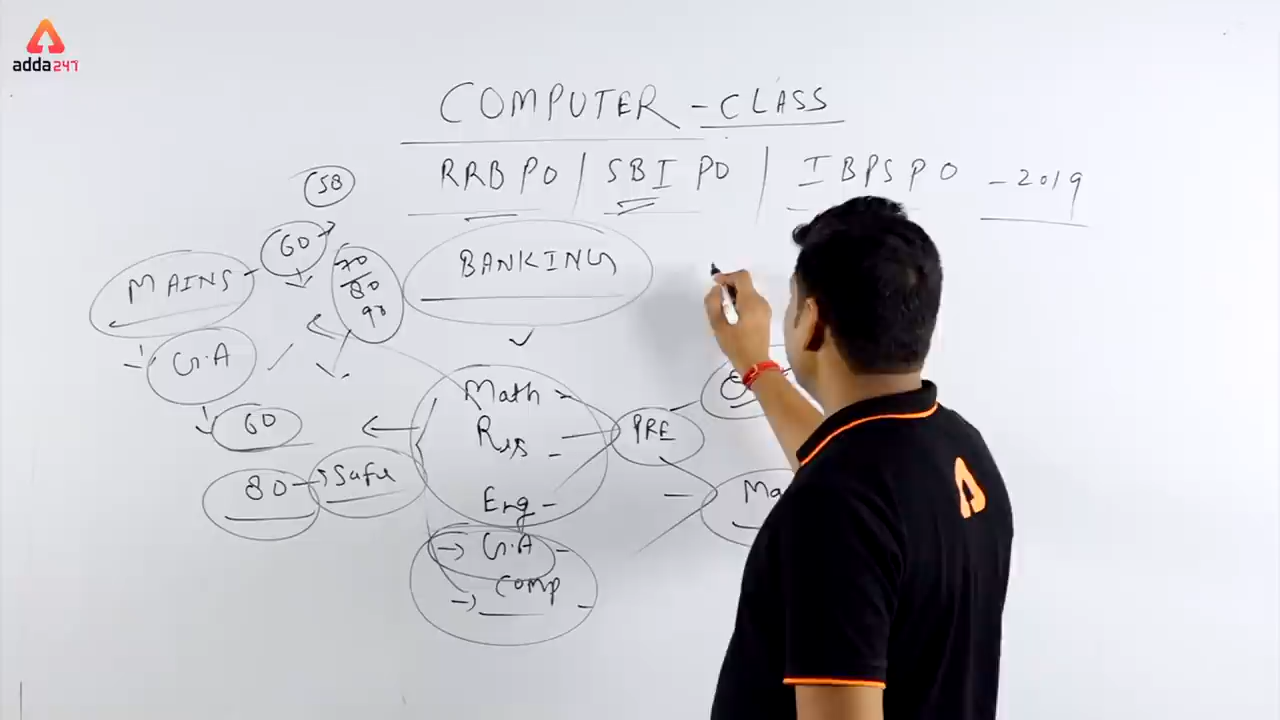 adda247
COMPUTER - CLASS
RRB PO / SBI PO / IBPS PO - 2019
58
60
MAINS
70
80
90
BANKING
G.A
60
80 → Safe
Math
Eng -
→ G.A -
→ Comp -
PRE
Ma